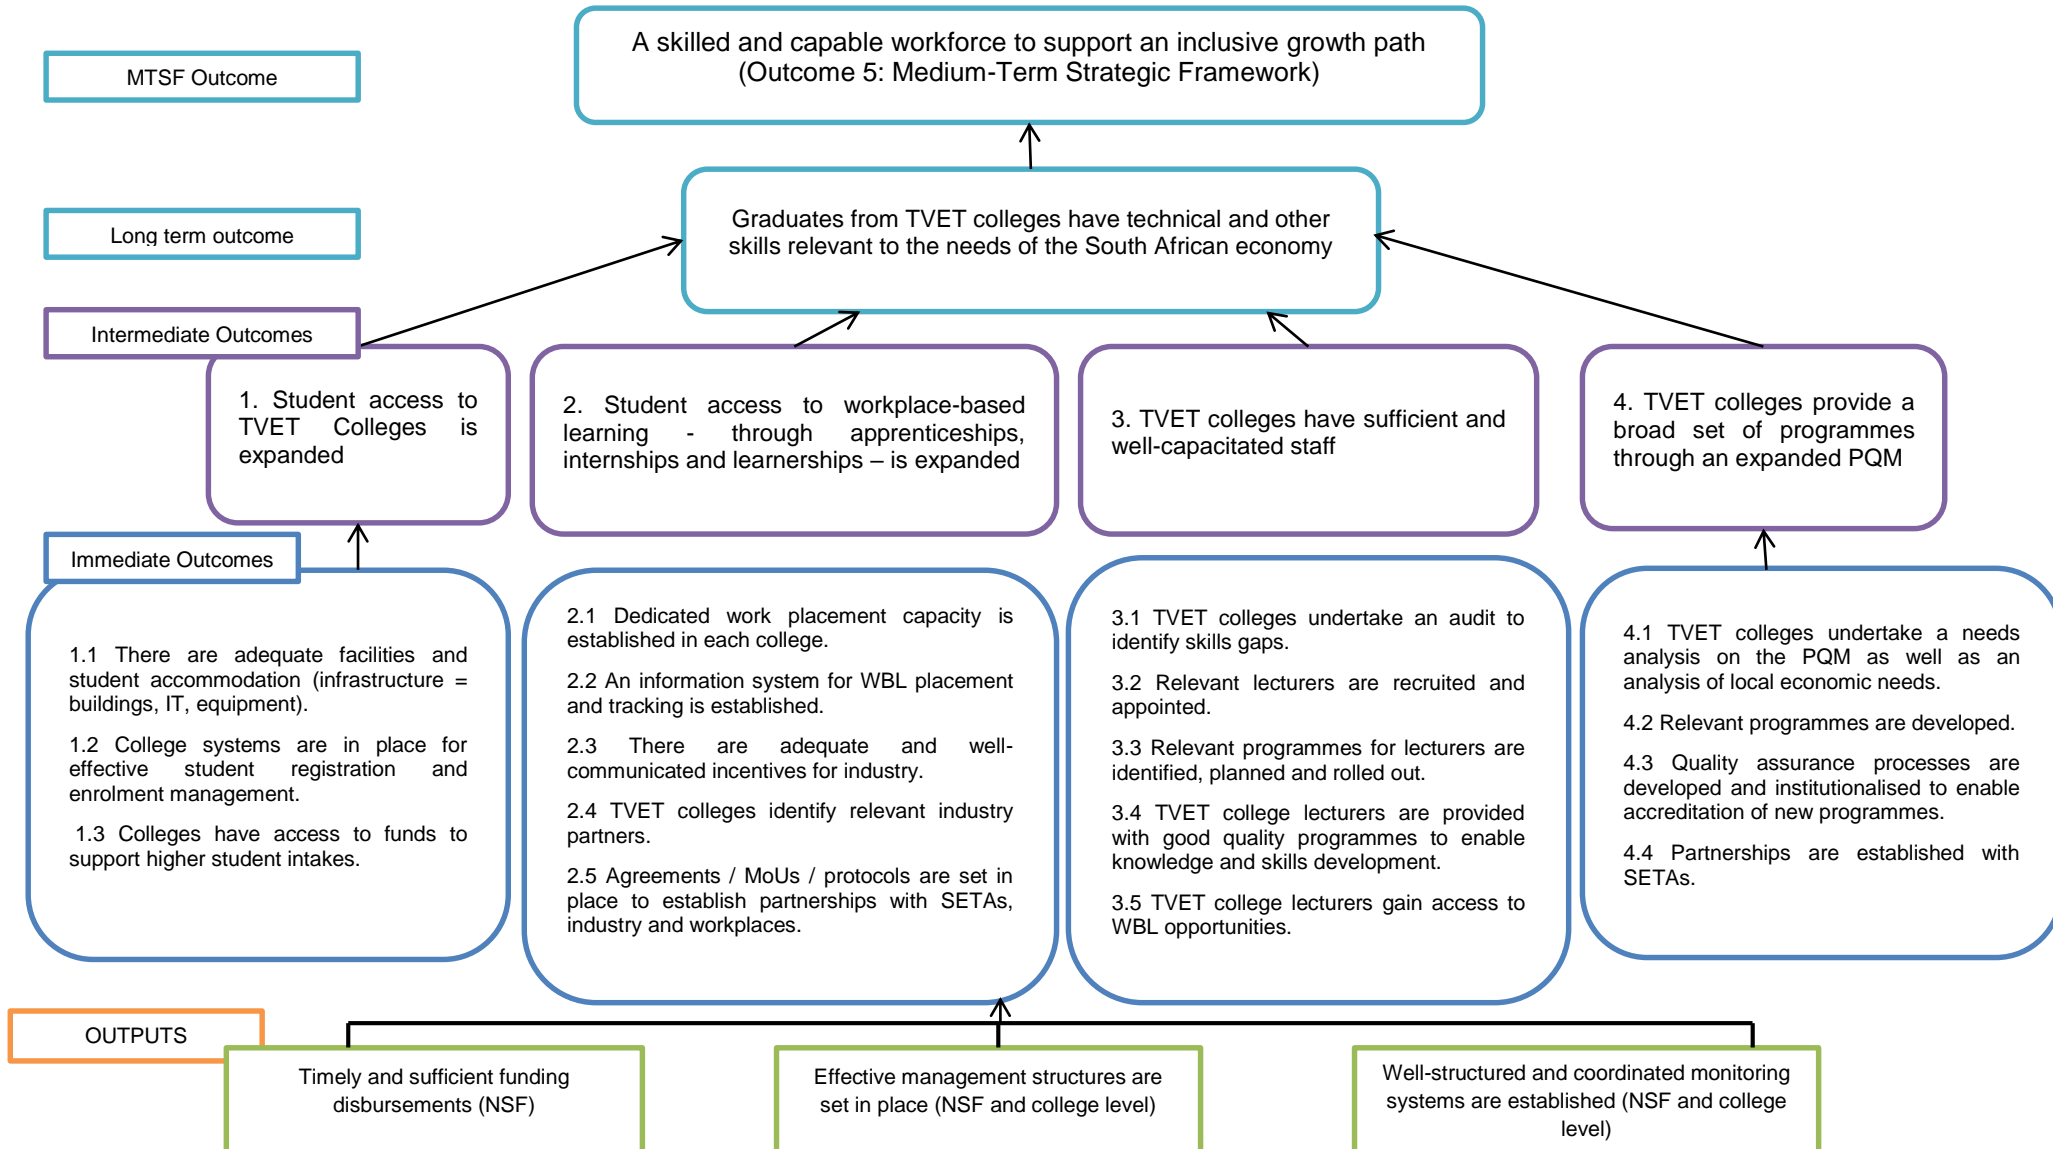 A skilled and capable workforce to support an inclusive growth path
(Outcome 5: Medium-Term Strategic Framework)
MTSF Outcome
Graduates from TVET colleges have technical and other
skills relevant to the needs of the South African economy
Long term outcome
Intermediate Outcomes
1. Student access to
TVET Colleges is
expanded
2. Student access to workplace-based
learning - through apprenticeships,
internships and learnerships – is expanded
3. TVET colleges have sufficient and
well-capacitated staff
4. TVET colleges provide a
broad set of programmes
through an expanded PQM
Immediate Outcomes
1.1 There are adequate facilities and
student accommodation (infrastructure =
buildings, IT, equipment).
1.2 College systems are in place for
effective student registration and
enrolment management.
1.3 Colleges have access to funds to
support higher student intakes.
2.1 Dedicated work placement capacity is
established in each college.
2.2 An information system for WBL placement
and tracking is established.
2.3 There are adequate and well-
communicated incentives for industry.
2.4 TVET colleges identify relevant industry
partners.
2.5 Agreements / MoUs / protocols are set in
place to establish partnerships with SETAs,
industry and workplaces.
3.1 TVET colleges undertake an audit to
identify skills gaps.
3.2 Relevant lecturers are recruited and
appointed.
3.3 Relevant programmes for lecturers are
identified, planned and rolled out.
3.4 TVET college lecturers are provided
with good quality programmes to enable
knowledge and skills development.
3.5 TVET college lecturers gain access to
WBL opportunities.
4.1 TVET colleges undertake a needs
analysis on the PQM as well as an
analysis of local economic needs.
4.2 Relevant programmes are developed.
4.3 Quality assurance processes are
developed and institutionalised to enable
accreditation of new programmes.
4.4 Partnerships are established with
SETAs.
OUTPUTS
Timely and sufficient funding
disbursements (NSF)
Effective management structures are
set in place (NSF and college level)
Well-structured and coordinated monitoring
systems are established (NSF and college
level)